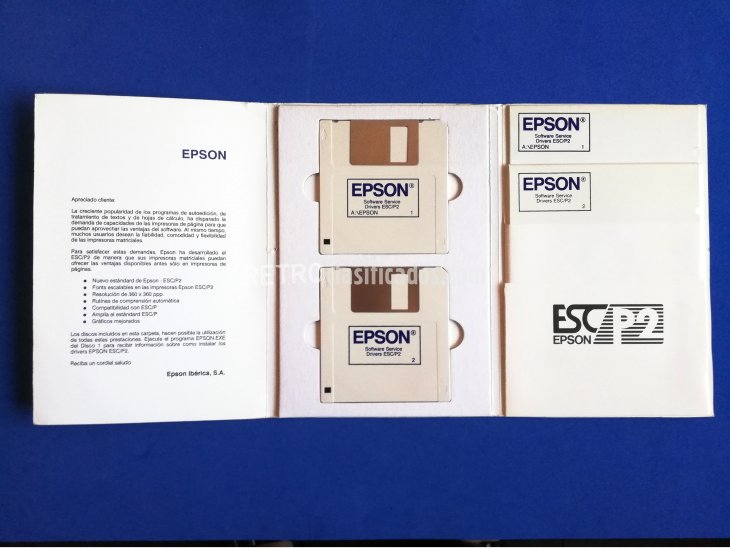 EPSON
Apreciado cliente:
La creciente popularidad de los programas de autoedición, de
tratamiento de textos y de hojas de cálculo, ha disparado la
demanda de capacidades de las impresoras de página para que
puedan aprovechar las ventajas del software. Al mismo tiempo,
muchos usuarios desean la fiabilidad, comodidad y flexibilidad
de las impresoras matriciales.
Para satisfacer estas demandas, Epson ha desarrollado el
ESC/P2 de manera que sus impresoras matriciales puedan
ofrecer las ventajas disponibles antes sólo en impresoras de
páginas.
● Nuevo estándard de Epson : ESC/P2
● Fonts escalables en las impresoras Epson ESC/P2
● Resolución de 360 x 360 ppp.
● Rutinas de comprensión automática
● Compatibilidad con ESC/P
● Amplía el estándard ESC/P
● Gráficos mejorados
Los discos incluidos en esta carpeta, hacen posible la utilización
de todas estas prestaciones. Ejecute el programa EPSON.EXE
del Disco 1 para recibir información sobre como instalar los
drivers EPSON ESC/P2.
Reciba un cordial saludo
Epson Ibérica, S.A.
EPSON®
Software Service
Drivers ESC/P2
A:\EPSON 1
EPSON®
Software Service
Drivers ESC/P2
2
EPSON®
Software Service
Drivers ESC/P2
A:\EPSON 1
EPSON®
Software Service
Drivers ESC/P2
2
ESC/P2
EPSON